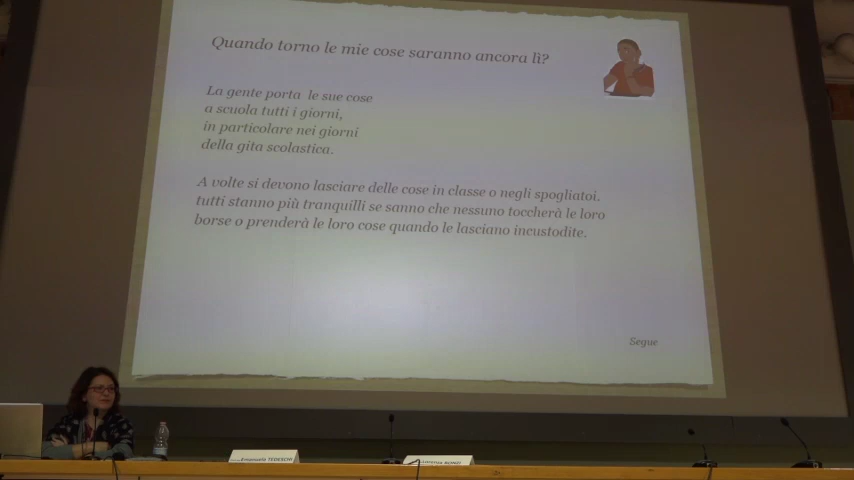 Quando torno le mie cose saranno ancora lì?
La gente porta le sue cose
a scuola tutti i giorni,
in particolare nei giorni
della gita scolastica.
A volte si devono lasciare delle cose in classe o negli spogliatoi.
tutti stanno più tranquilli se sanno che nessuno toccherà le loro
borse o prenderà le loro cose quando le lasciano incustodite.
Segue
TEDESCHI